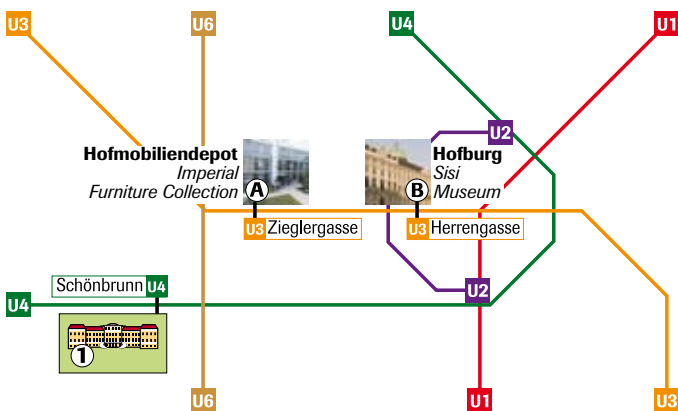 U3
U6
U4
U1
U2
Hofmobiliendepot
Imperial
Furniture Collection
A
B
Hofburg
Sisi
Museum
U3 Zieglergasse
U3 Herrengasse
Schönbrunn U4
U2
U4
1
U6
U1
U3